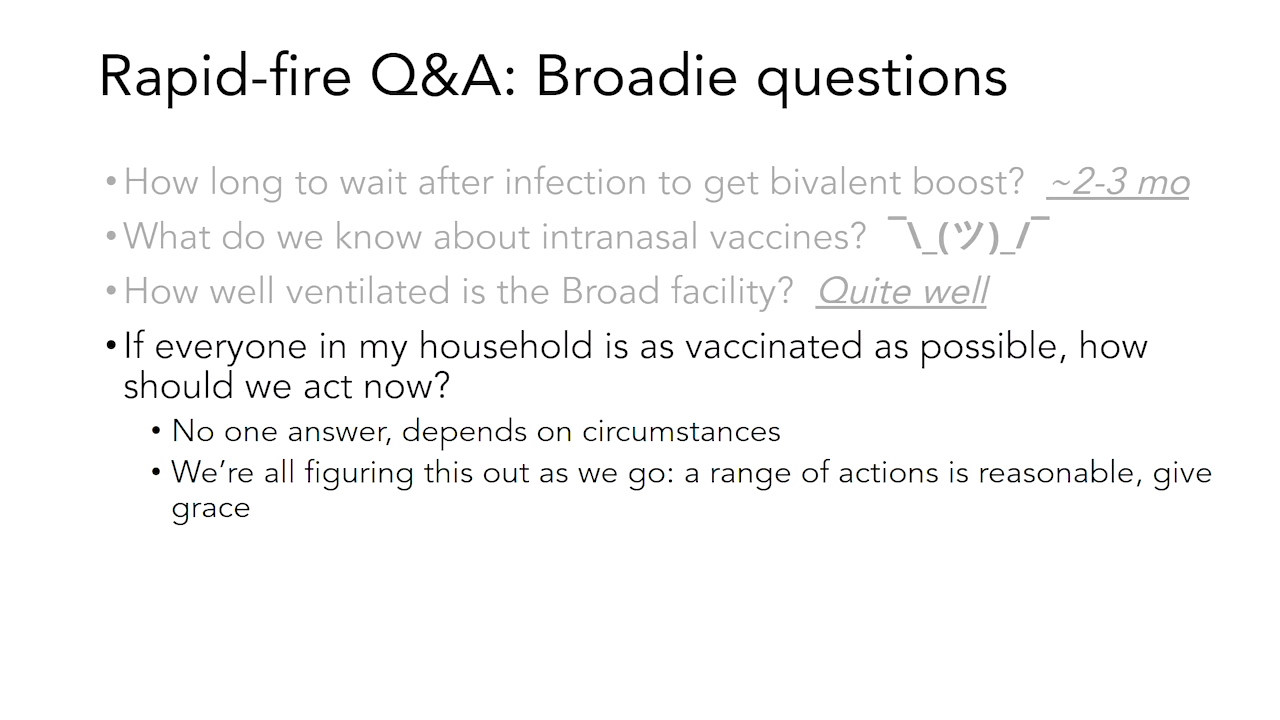 Rapid-fire Q&A: Broadie questions
•How long to wait after infection to get bivalent boost? ~2-3 mo
•What do we know about intranasal vaccines? ¯\_(ツ)_/¯
•How well ventilated is the Broad facility? Quite well
•If everyone in my household is as vaccinated as possible, how
should we act now?
• No one answer, depends on circumstances
• We’re all figuring this out as we go: a range of actions is reasonable, give
grace